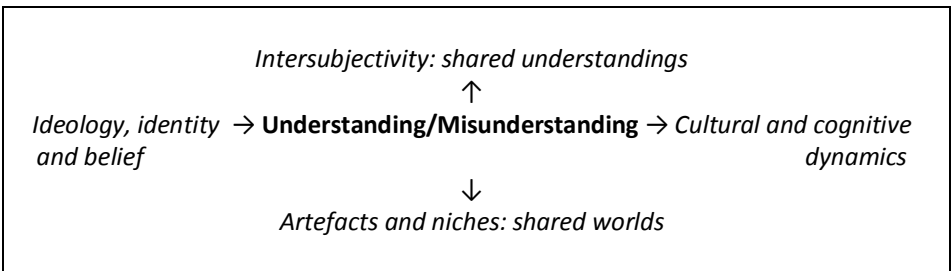 Intersubjectivity: shared understandings
↑
Ideology, identity → Understanding/Misunderstanding → Cultural and cognitive
and belief dynamics
↓
Artefacts and niches: shared worlds